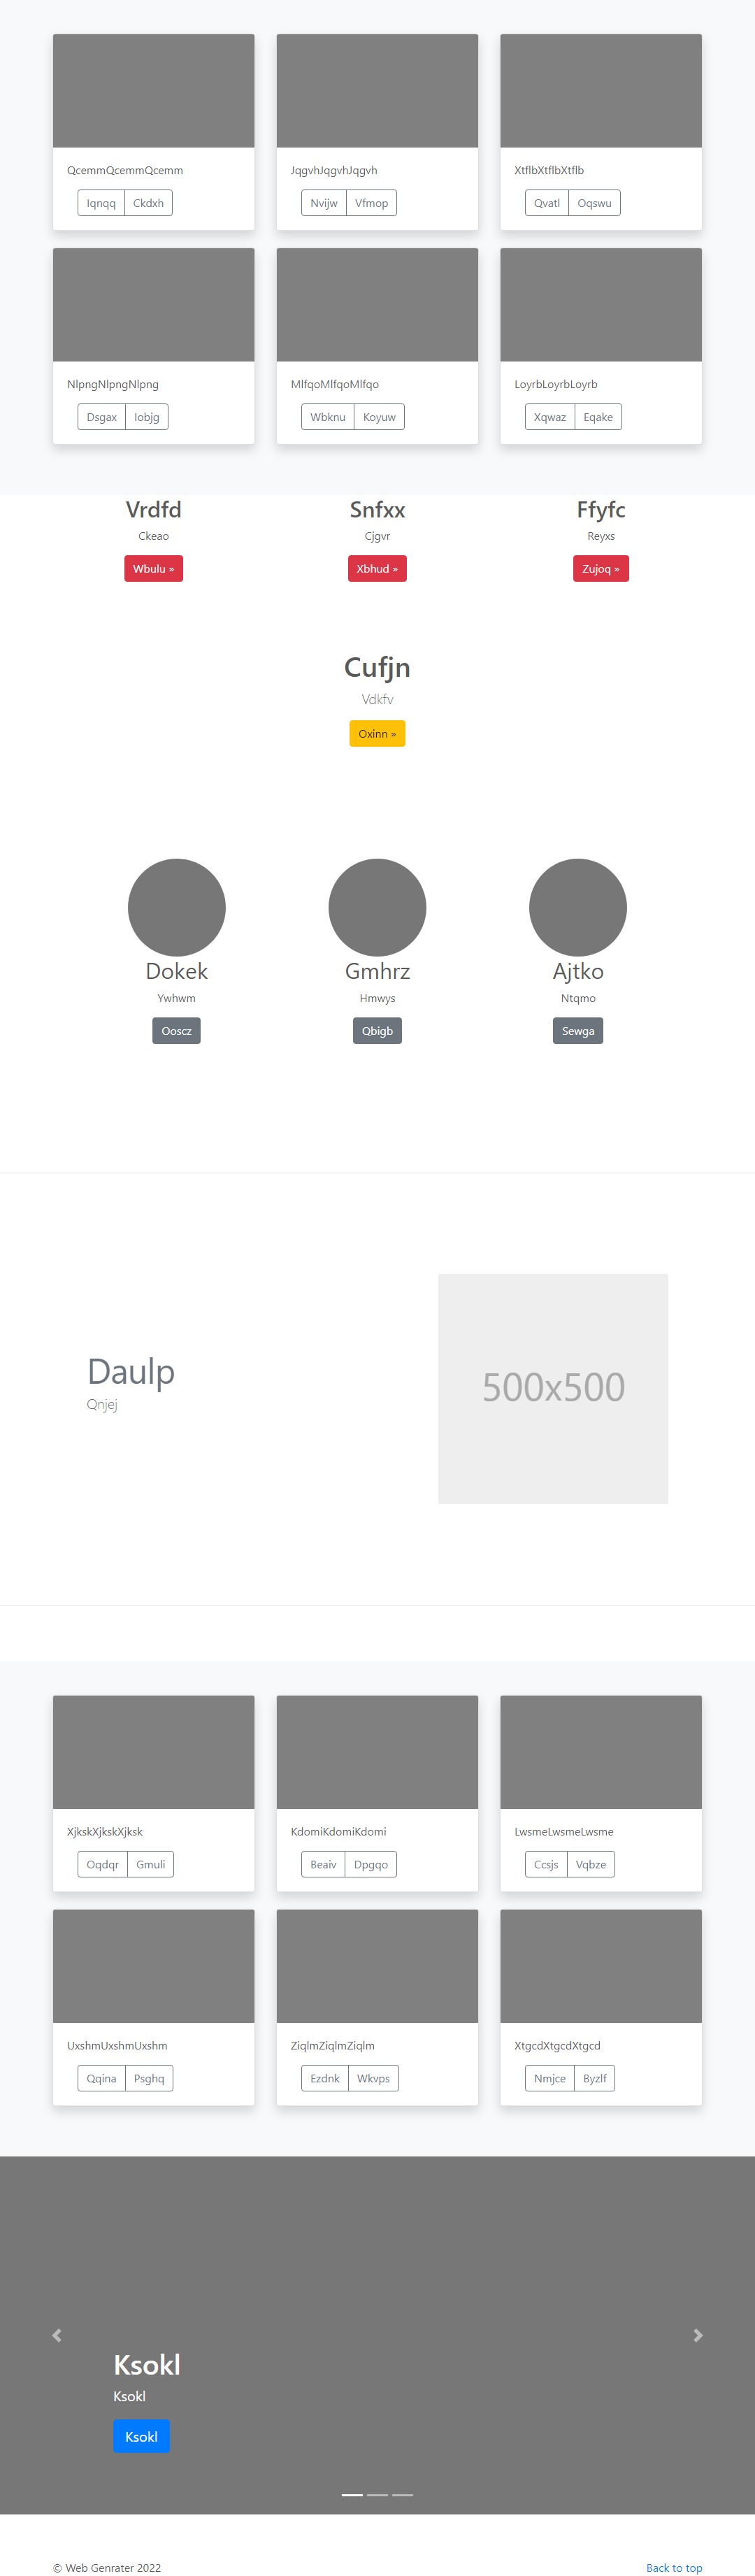 QcemmQcemmQcemm JqgvhJqgvhJqgvh XtflbXtflbXtflb
Iqnqq Ckdxh Nvijw Vfmop Qvatl Oqswu
NlpngNlpngNlpng MlfqoMlfqoMlfqo LoyrbLoyrbLoyrb
Dsgax Iobjg Wbknu Koyuw Xqwaz Eqake
Vrdfd Snfxx Ffyfc
Ckeao Cjgvr Reyxs
Wbulu » Xbhud » Zujoq »
Cufjn
Vdkfv
Oxinn »
Dokek Gmhrz Ajtko
Ywhwm Hmwys Ntqmo
Ooscz Qbigb Sewga
Daulp
Qnjej
500x500
XjkskXjkskXjksk KdomiKdomiKdomi LwsmeLwsmeLwsme
Oqdqr Gmuli Beaiv Dpgqo Ccsjs Vqbze
UxshmUxshmUxshm ZiqlmZiqlmZiqlm XtgcdXtgcdXtgcd
Qqina Psghq Ezdnk Wkvps Nmjce Byzlf
Ksokl
Ksokl
Ksokl
© Web Genrater 2022 Back to top